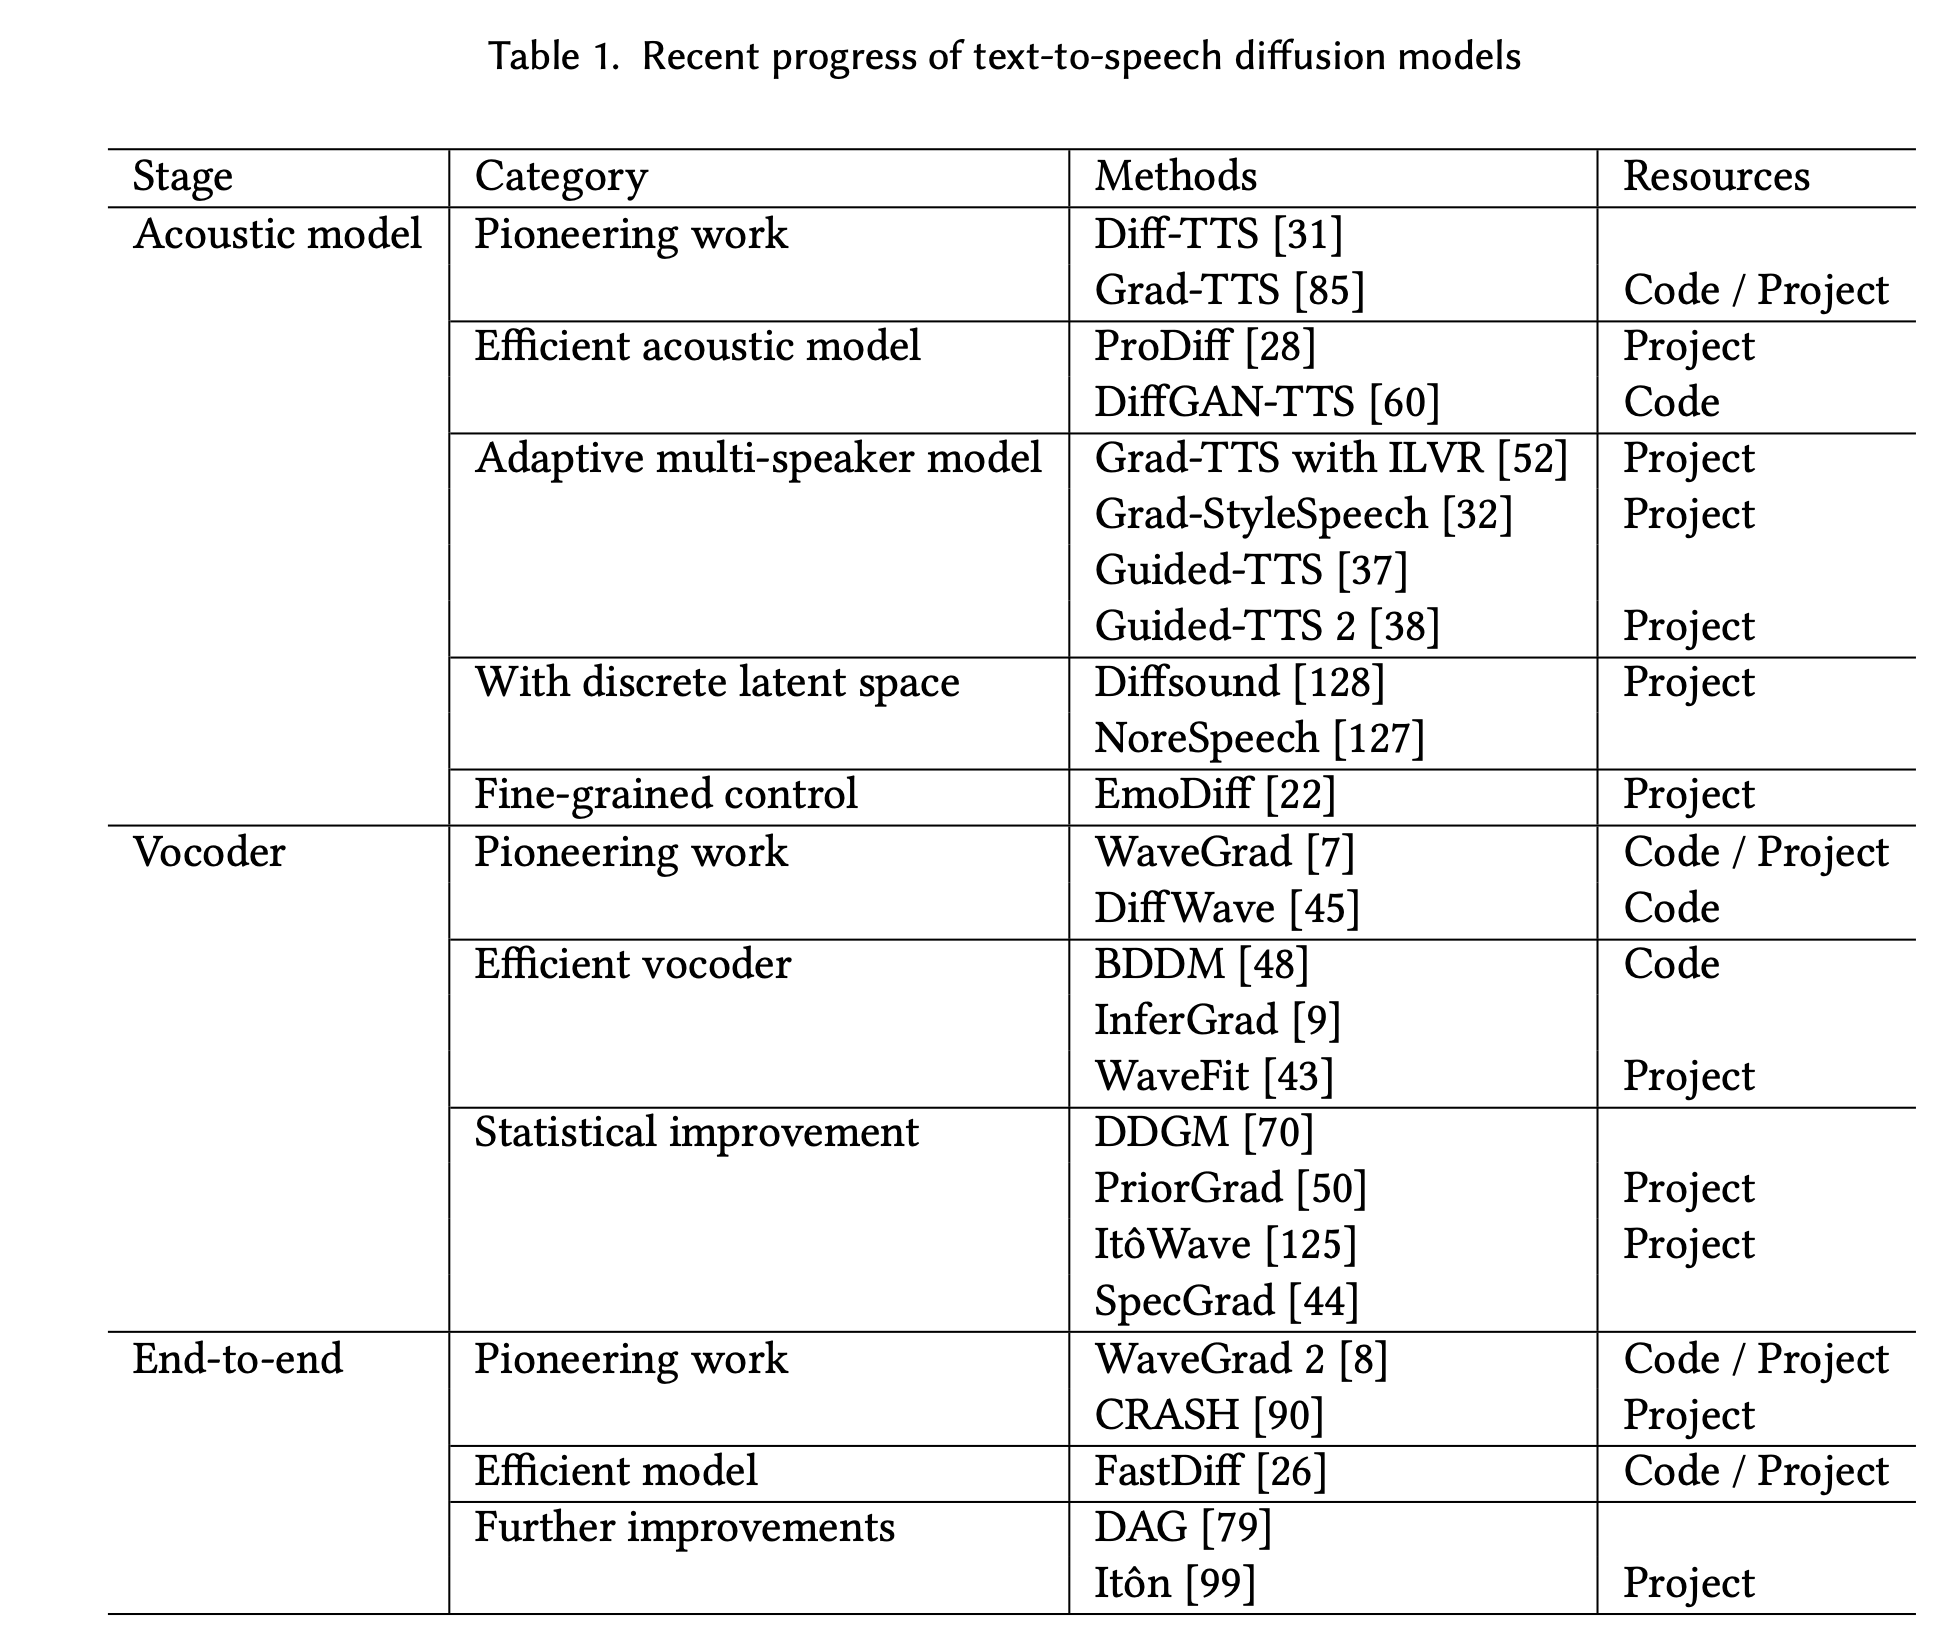 Table 1. Recent progress of text-to-speech diffusion models
Stage Category Methods Resources
Acoustic model Pioneering work Diff-TTS [31]
Grad-TTS [85] Code / Project
Efficient acoustic model ProDiff [28] Project
DiffGAN-TTS [60] Code
Adaptive multi-speaker model Grad-TTS with ILVR [52] Project
Grad-StyleSpeech [32] Project
Guided-TTS [37]
Guided-TTS 2 [38] Project
With discrete latent space Diffsound [128] Project
NoreSpeech [127]
Fine-grained control EmoDiff [22] Project
Vocoder Pioneering work WaveGrad [7] Code / Project
DiffWave [45] Code
Efficient vocoder BDDM [48] Code
InferGrad [9]
WaveFit [43] Project
Statistical improvement DDGM [70]
PriorGrad [50] Project
ItôWave [125] Project
SpecGrad [44]
End-to-end Pioneering work WaveGrad 2 [8] Code / Project
CRASH [90] Project
Efficient model FastDiff [26] Code / Project
Further improvements DAG [79]
Itôn [99] Project